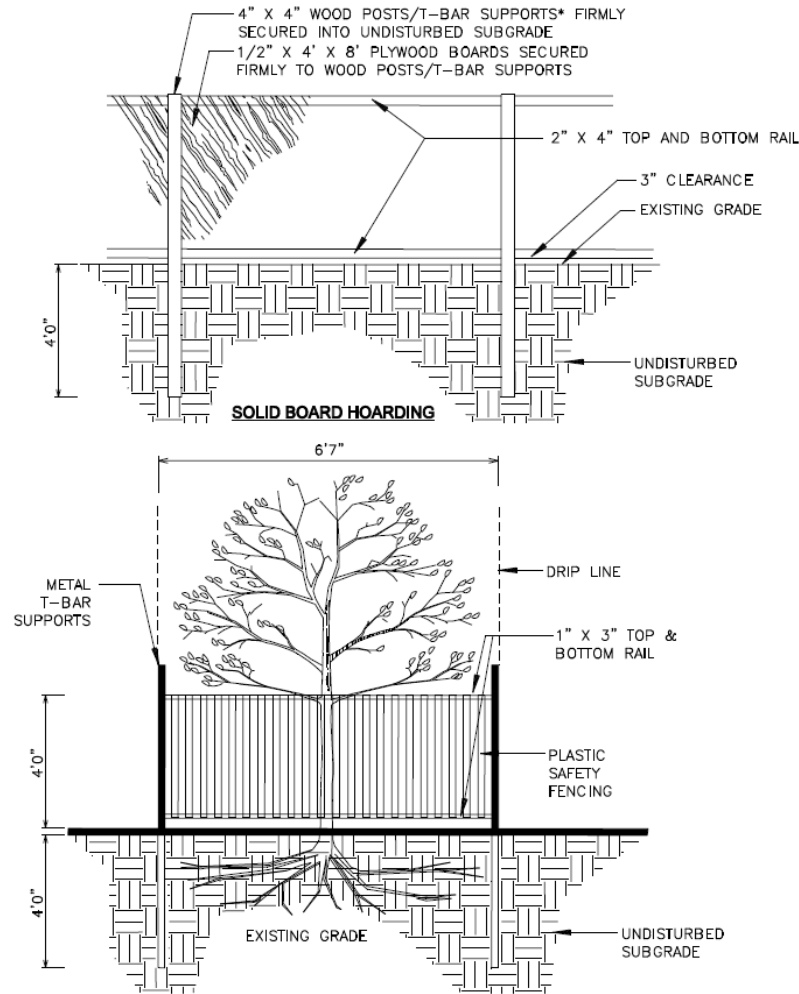 4" X 4" WOOD POSTS/T-BAR SUPPORTS* FIRMLY
SECURED INTO UNDISTURBED SUBGRADE
1/2" X 4' X 8' PLYWOOD BOARDS SECURED
FIRMLY TO WOOD POSTS/T-BAR SUPPORTS
2" X 4" TOP AND BOTTOM RAIL
3" CLEARANCE
EXISTING GRADE
4'0"
UNDISTURBED
SUBGRADE
SOLID BOARD HOARDING
6'7"
DRIP LINE
METAL
T-BAR
SUPPORTS
1" X 3" TOP &
BOTTOM RAIL
4'0"
PLASTIC
SAFETY
FENCING
4'0"
EXISTING GRADE
UNDISTURBED
SUBGRADE